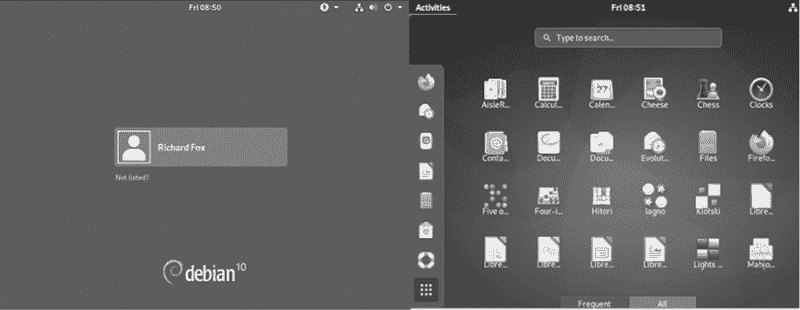 Fri 08:50
Richard Fox
Not listed?
debian 10
Activities
Fri 08:51
Type to search...
AisleR...
Calcul...
Calen...
Cheese
Chess
Clocks
Conta...
Docu...
Docu...
Evolut...
Files
Firefo...
Five o...
Four-i...
Hitori
Iagno
Klotski
Libre...
Libre...
Libre...
Libre...
Libre...
Lights ...
Mahjo...
Frequent
All